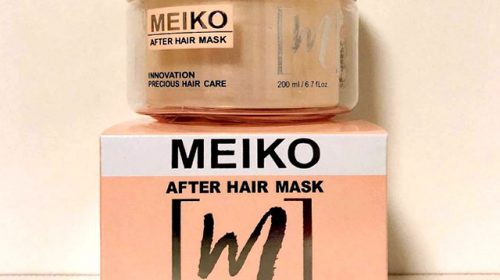 MEIKO
AFTER HAIR MASK
INNOVATION
PRECIOUS HAIR CARE
[M]
200 ml / 6.7 fl.oz
MEIKO
AFTER HAIR MASK
[M]